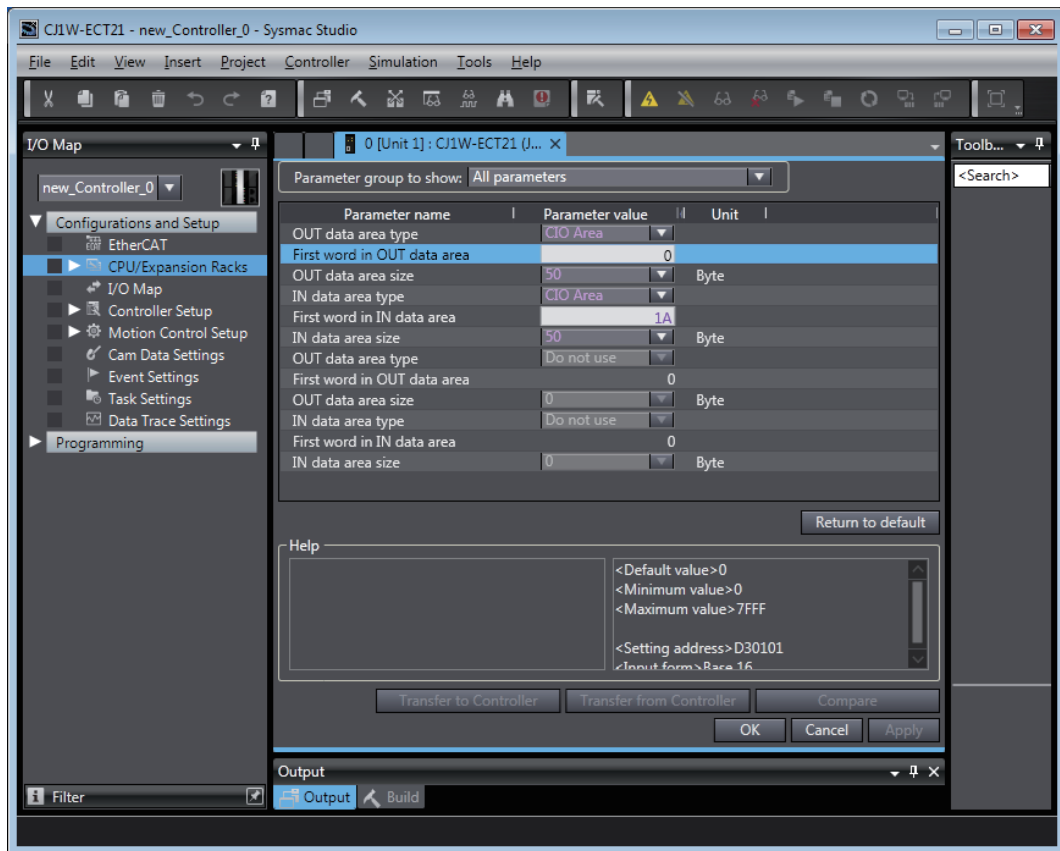 CJ1W-ECT21 - new_Controller_0 - Sysmac Studio
File Edit View Insert Project Controller Simulation Tools Help
I/O Map
new_Controller_0
Configurations and Setup
EtherCAT
CPU/Expansion Racks
I/O Map
Controller Setup
Motion Control Setup
Cam Data Settings
Event Settings
Task Settings
Data Trace Settings
Programming
Filter
0 [Unit 1] : CJ1W-ECT21 (J...
Parameter group to show: All parameters
Parameter name Parameter value Unit
OUT data area type CIO Area
First word in OUT data area 0
OUT data area size 50 Byte
IN data area type CIO Area
First word in IN data area 1A
IN data area size 50 Byte
OUT data area type Do not use
First word in OUT data area 0
OUT data area size 0 Byte
IN data area type Do not use
First word in IN data area 0
IN data area size 0 Byte
Return to default
Help
<Default value>0
<Minimum value>0
<Maximum value>7FFF
<Setting address>D30101
<Input form>Base 16
Transfer to Controller Transfer from Controller Compare
OK Cancel Apply
Output
Output Build
Toolb...
<Search>